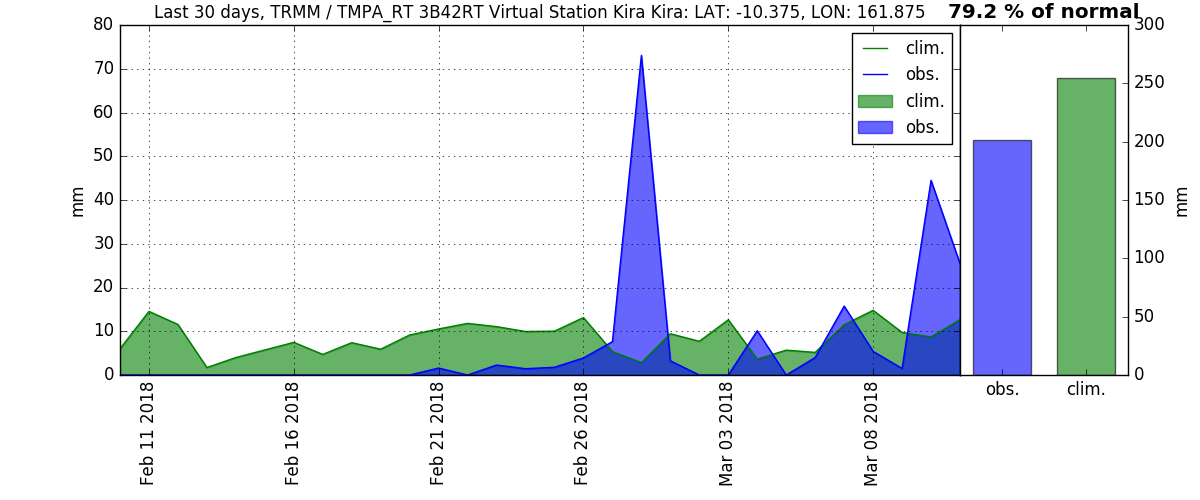 Last 30 days, TRMM / TMPA_RT 3B42RT Virtual Station Kira Kira: LAT: -10.375, LON: 161.875
79.2 % of normal
80
70
60
50
40
30
20
10
0
mm
clim.
obs.
clim.
obs.
Feb 11 2018
Feb 16 2018
Feb 21 2018
Feb 26 2018
Mar 03 2018
Mar 08 2018
300
250
200
150
100
50
0
mm
obs.
clim.